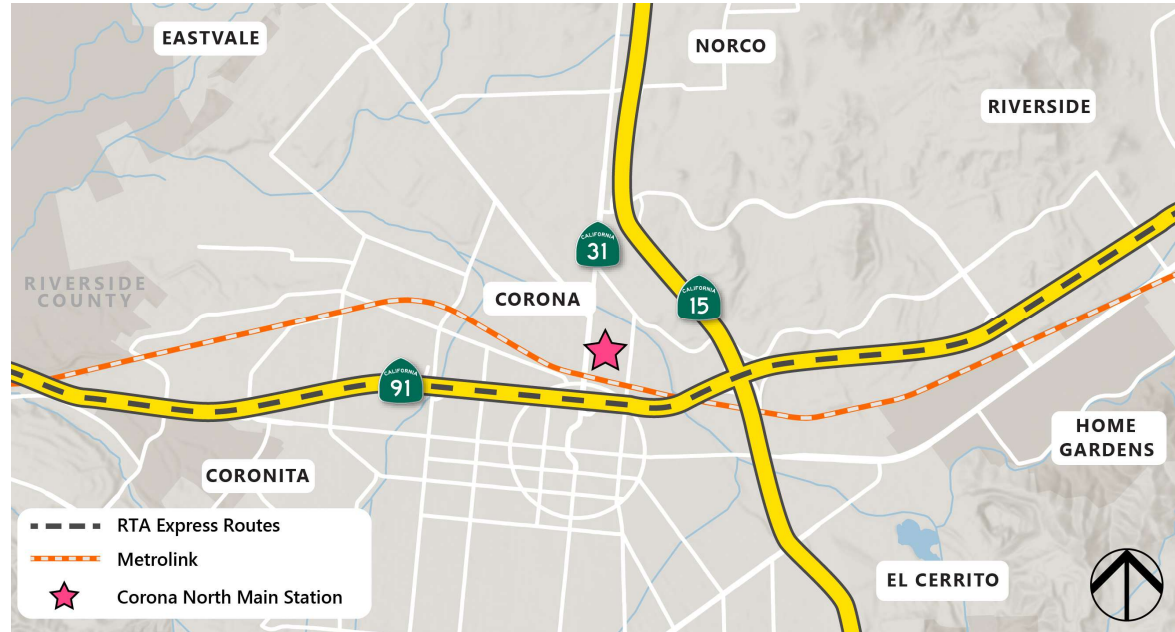 EASTVALE
NORCO
RIVERSIDE
CALIFORNIA
31
RIVERSIDE
COUNTY
CORONA
CALIFORNIA
15
CALIFORNIA
91
HOME
GARDENS
CORONITA
RTA Express Routes
Metrolink
Corona North Main Station
EL CERRITO